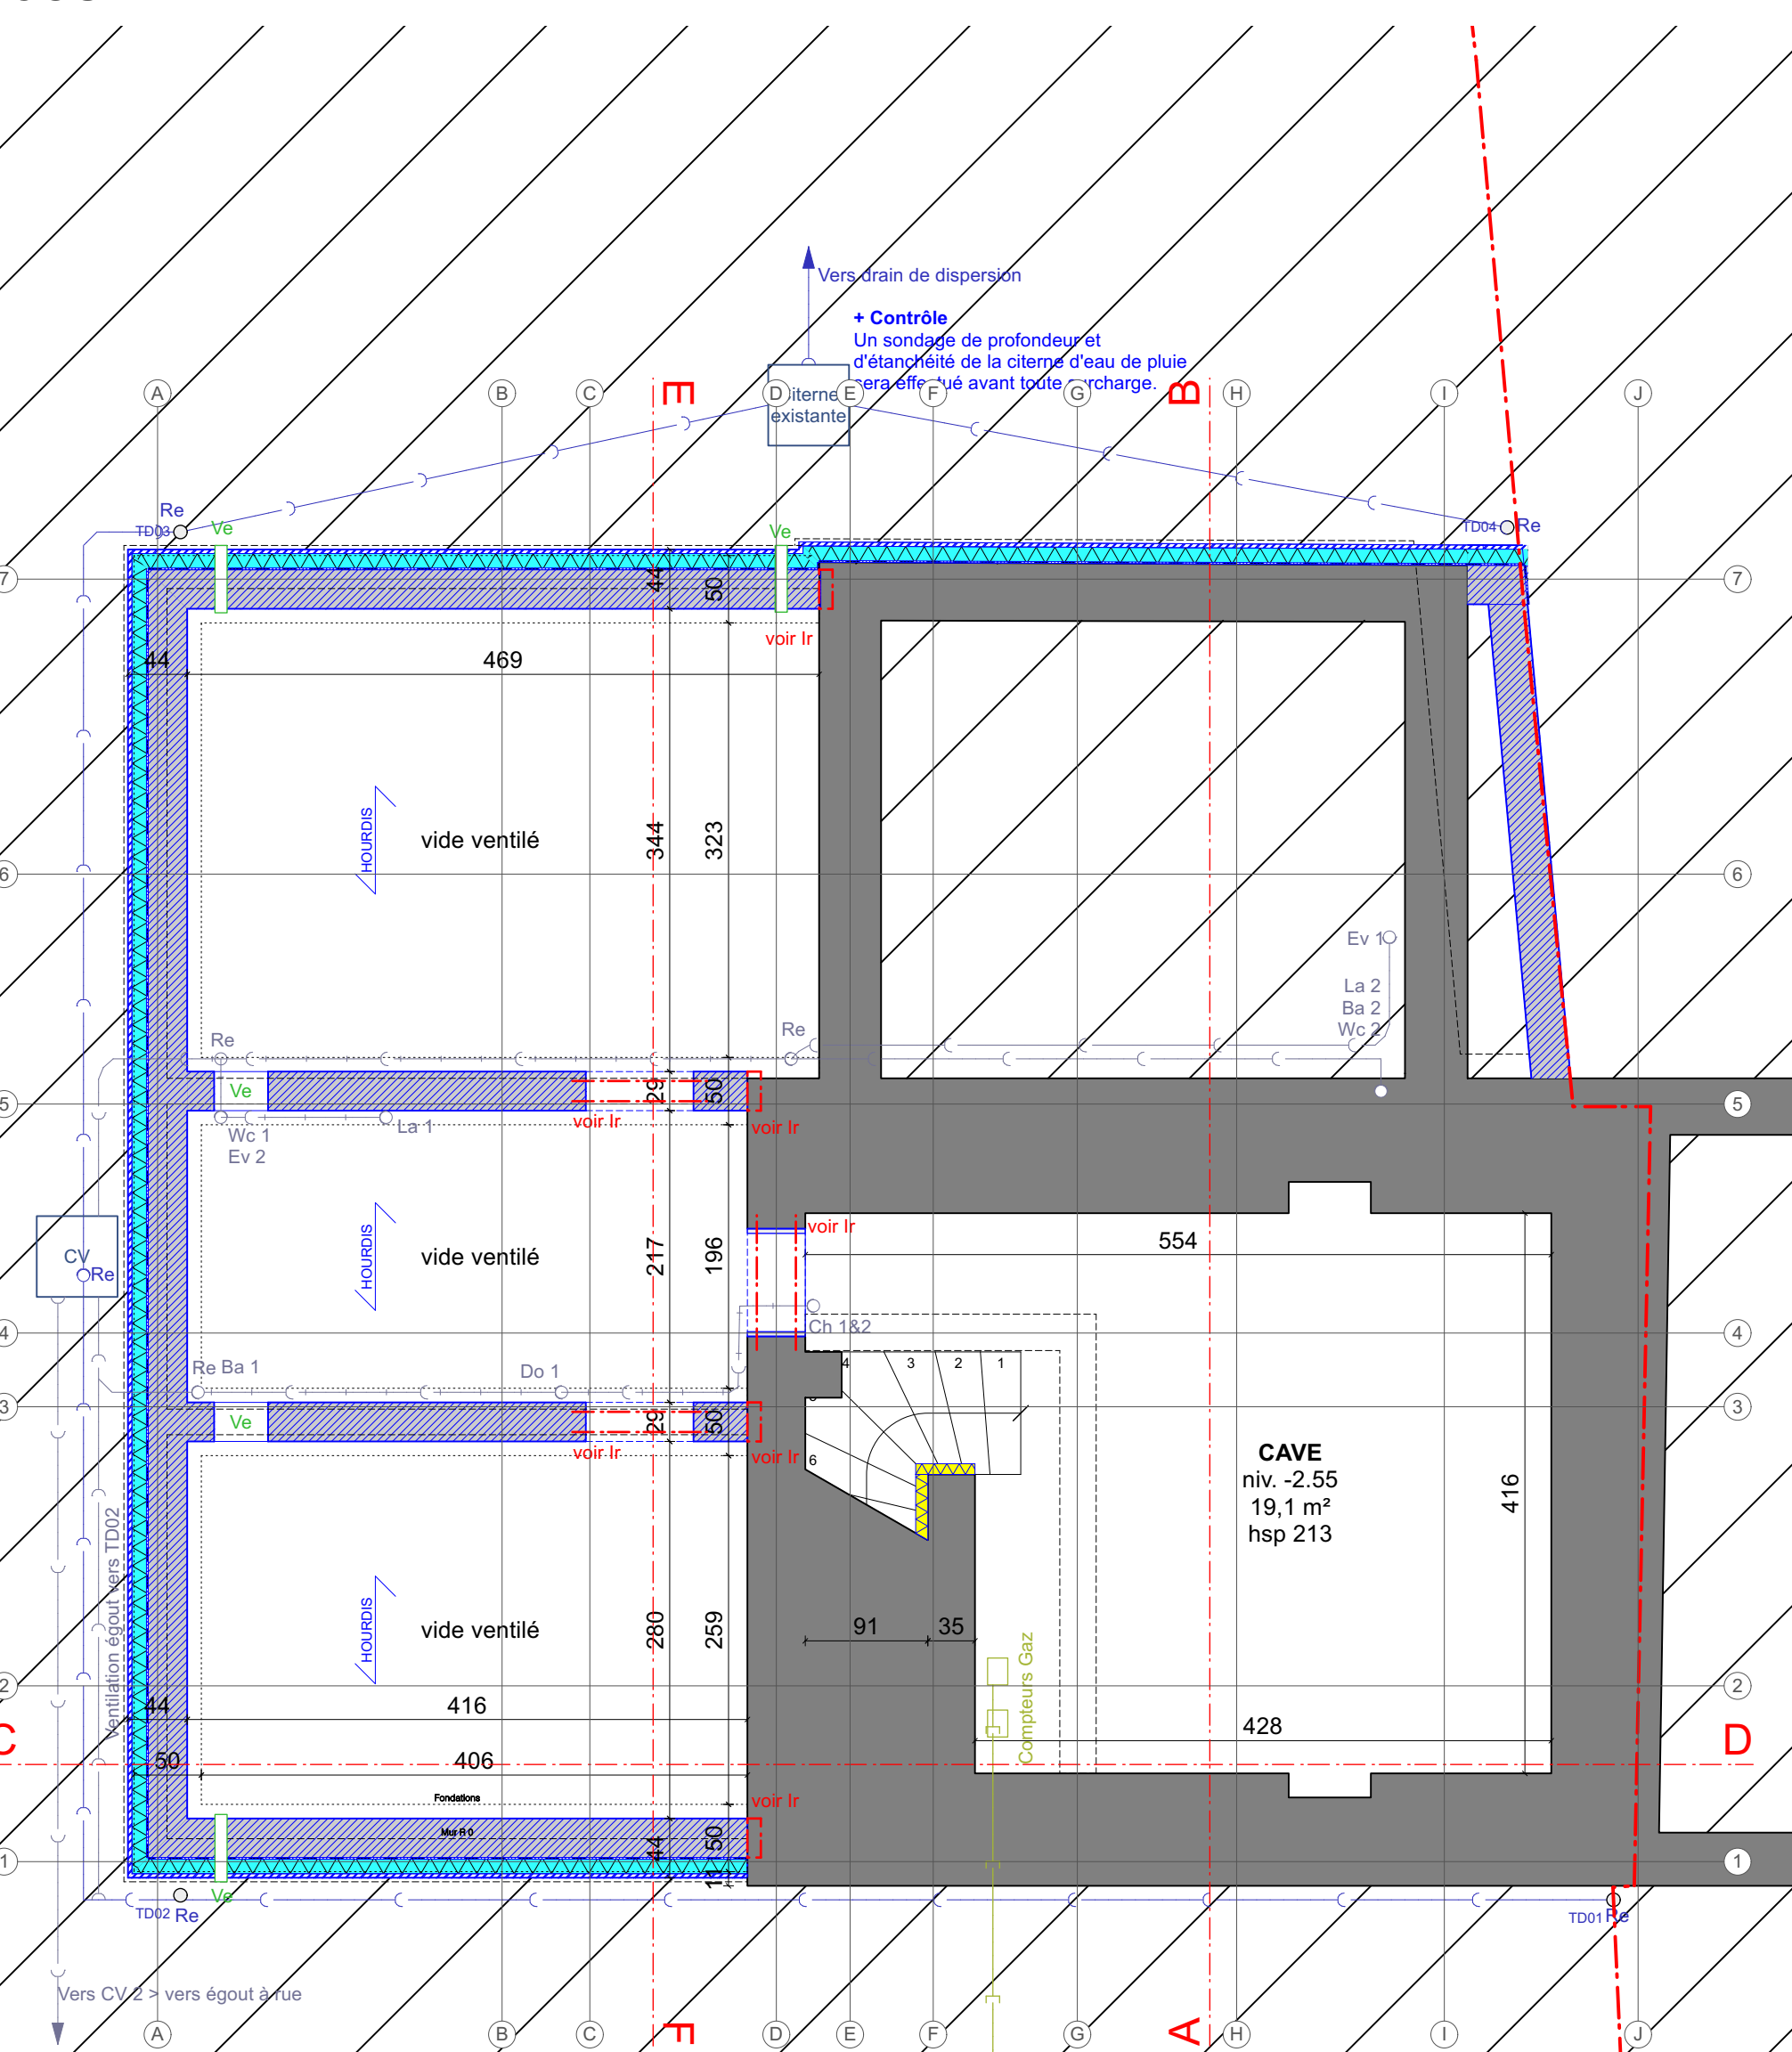 Vers drain de dispersion
+ Contrôle
Un sondage de profondeur et
d'étanchéité de la citerne d'eau de pluie
sera effectué avant toute surcharge.
A
B
C
E
D
E
F
G
B
H
I
J
Citerne
existante
Re
TD03
Ve
Ve
TD04
Re
7
7
44
50
voir Ir
44
469
HOURDIS
vide ventilé
344
323
6
6
Ev 1
La 2
Ba 2
Wc 2
Re
Re
Ve
29
50
5
5
voir Ir
voir Ir
Wc 1
La 1
Ev 2
voir Ir
554
CV
Re
HOURDIS
vide ventilé
217
196
Ch 1&2
4
4
Re Ba 1
Do 1
4
3
2
1
3
Ve
29
50
3
voir Ir
voir Ir
6
CAVE
niv. -2.55
19,1 m²
hsp 213
416
Ventilation égout vers TD02
HOURDIS
vide ventilé
280
259
91
35
Compteurs Gaz
2
2
44
416
428
C
D
50
406
Fondations
voir Ir
Mur R 0
44
50
11
1
1
Ve
TD02 Re
TD01 Re
Vers CV 2 > vers égout à rue
A
B
C
F
D
E
F
G
A
H
I
J